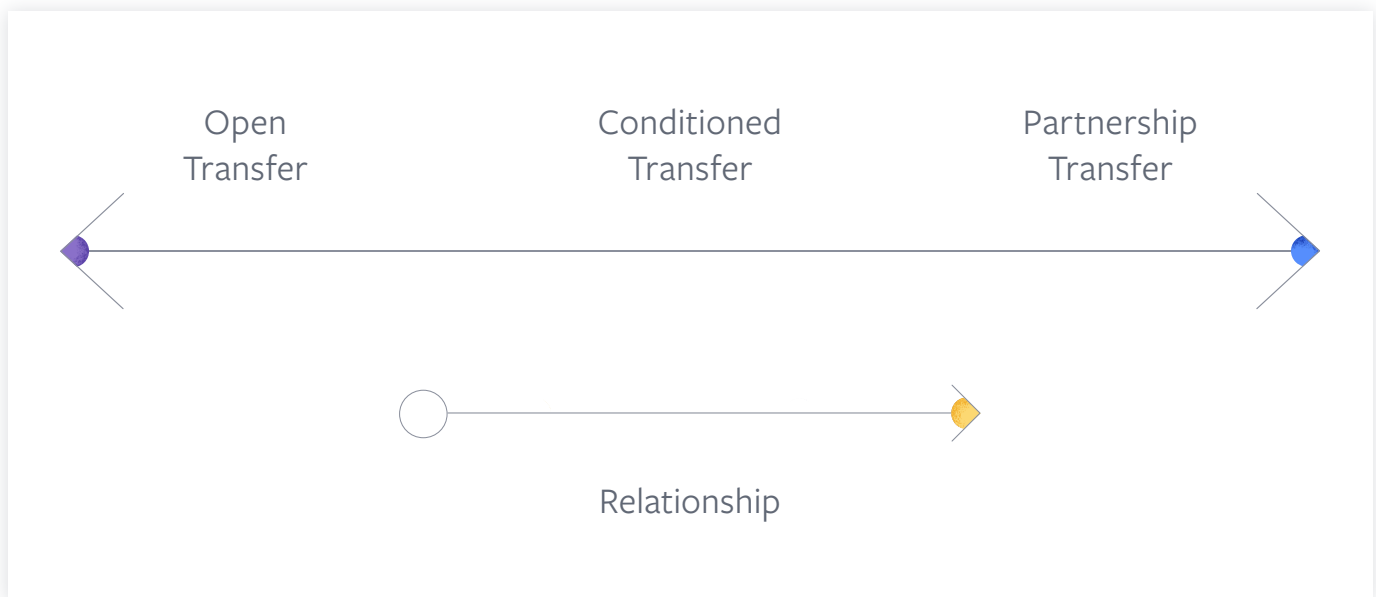 Open
Transfer
Conditioned
Transfer
Partnership
Transfer
Relationship